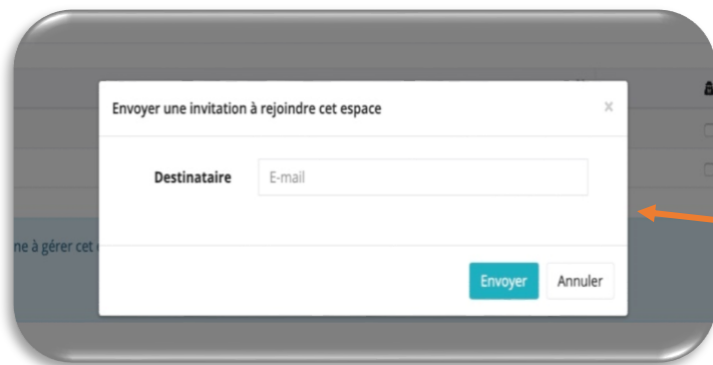 Envoyer une invitation à rejoindre cet espace
x
Destinataire
E-mail
ne à gérer cet
Envoyer
Annuler